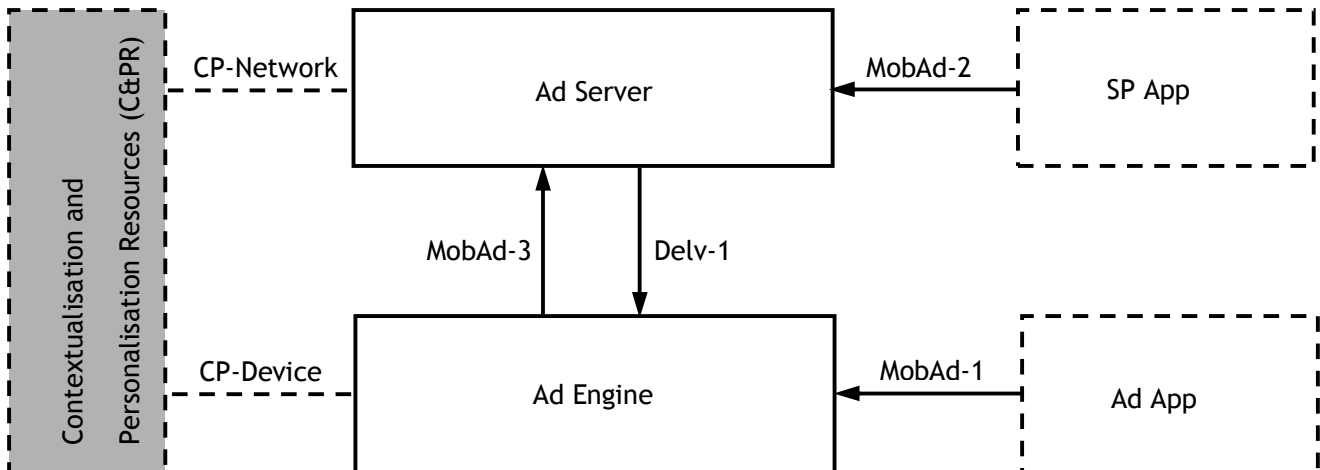 Contextualisation and
Personalisation Resources (C&PR)
CP-Network
Ad Server
MobAd-2
SP App
MobAd-3
Delv-1
CP-Device
Ad Engine
MobAd-1
Ad App